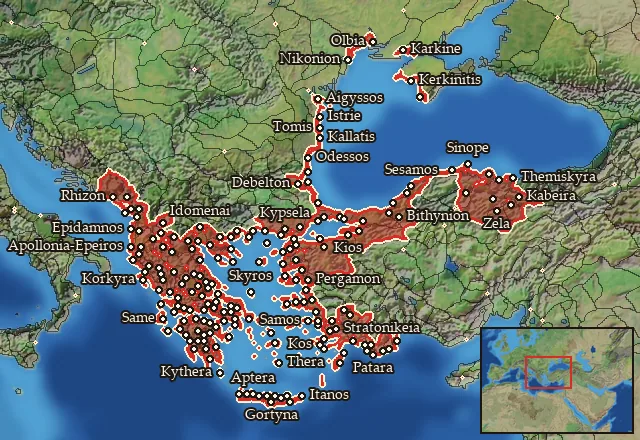 Olbia
Karkine
Nikonion
Kerkinitis
Aigyssos
Istrie
Tomis
Kallatis
Sinope
Odessos
Sesamos
Themiskyra
Debelton
Rhizon
Kabeira
Idomenai
Kypsela
Bithynion
Epidamnos
Zela
Apollonia-Epeiros
Kios
Skyros
Korkyra
Pergamon
Same
Samos
Stratonikeia
Kos
Thera
Patara
Kythera
Aptera
Itanos
Gortyna